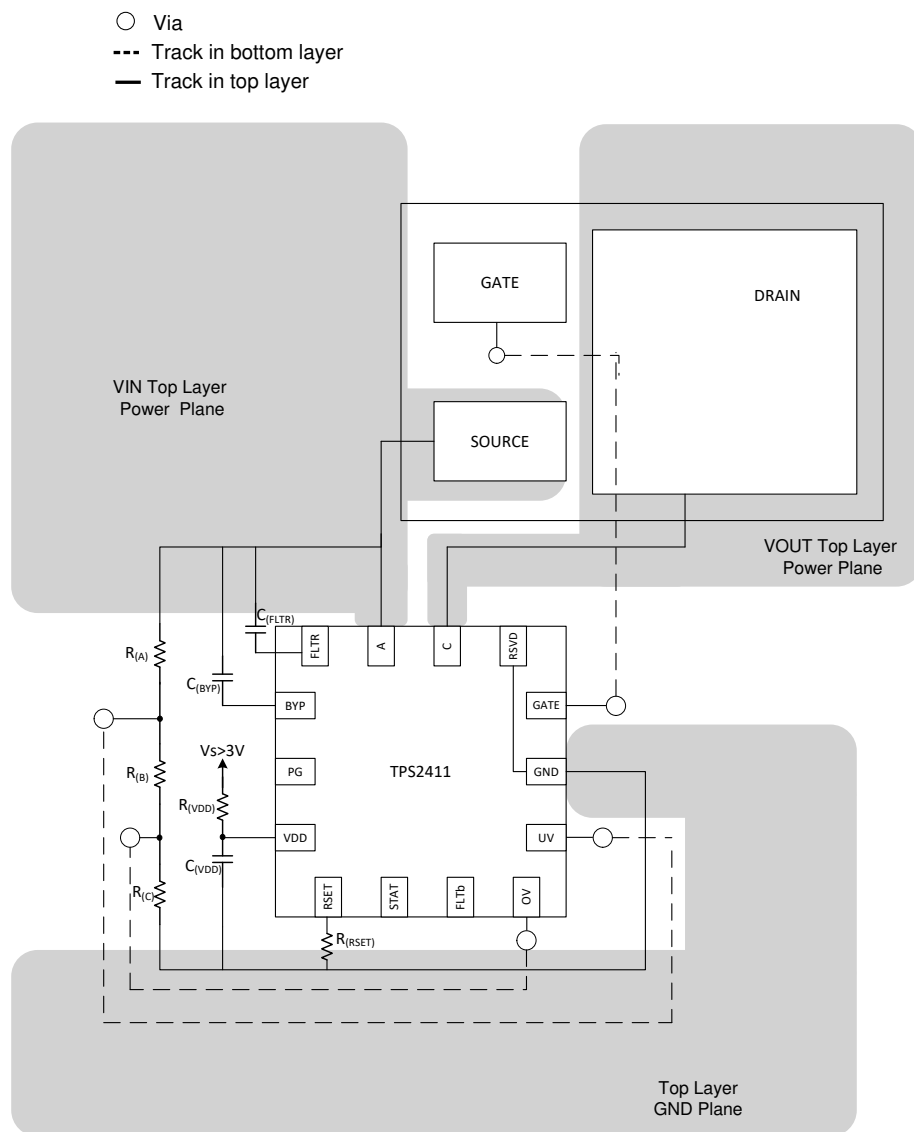 Via
Track in bottom layer
Track in top layer
GATE
DRAIN
VIN Top Layer
Power Plane
SOURCE
VOUT Top Layer
Power Plane
C(FLTR)
FLTR
A
C
RSVD
R(A)
C(BYP)
BYP
GATE
Vs>3V
R(B)
PG
TPS2411
GND
R(VDD)
VDD
UV
C(VDD)
R(C)
RSET
STAT
FLTb
OV
R(RSET)
Top Layer
GND Plane